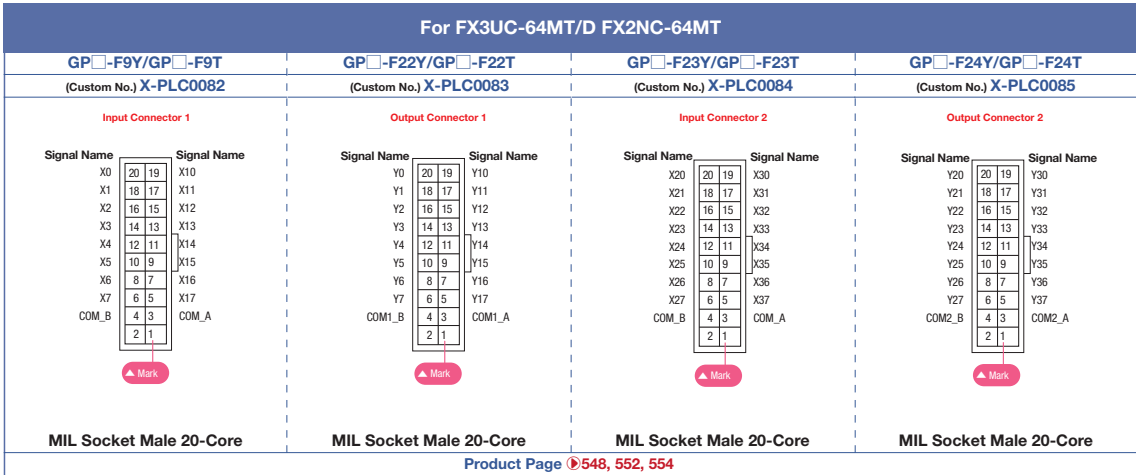 For FX3UC-64MT/D FX2NC-64MT
GP□-F9Y/GP□-F9T
(Custom No.) X-PLC0082
Input Connector 1
Signal Name Signal Name
X0 20 19 X10
X1 18 17 X11
X2 16 15 X12
X3 14 13 X13
X4 12 11 X14
X5 10 9 X15
X6 8 7 X16
X7 6 5 X17
COM_B 4 3 COM_A
2 1
▲ Mark
MIL Socket Male 20-Core
GP□-F22Y/GP□-F22T
(Custom No.) X-PLC0083
Output Connector 1
Signal Name Signal Name
Y0 20 19 Y10
Y1 18 17 Y11
Y2 16 15 Y12
Y3 14 13 Y13
Y4 12 11 Y14
Y5 10 9 Y15
Y6 8 7 Y16
Y7 6 5 Y17
COM1_B 4 3 COM1_A
2 1
▲ Mark
MIL Socket Male 20-Core
GP□-F23Y/GP□-F23T
(Custom No.) X-PLC0084
Input Connector 2
Signal Name Signal Name
X20 20 19 X30
X21 18 17 X31
X22 16 15 X32
X23 14 13 X33
X24 12 11 X34
X25 10 9 X35
X26 8 7 X36
X27 6 5 X37
COM_B 4 3 COM_A
2 1
▲ Mark
MIL Socket Male 20-Core
GP□-F24Y/GP□-F24T
(Custom No.) X-PLC0085
Output Connector 2
Signal Name Signal Name
Y20 20 19 Y30
Y21 18 17 Y31
Y22 16 15 Y32
Y23 14 13 Y33
Y24 12 11 Y34
Y25 10 9 Y35
Y26 8 7 Y36
Y27 6 5 Y37
COM2_B 4 3 COM2_A
2 1
▲ Mark
MIL Socket Male 20-Core
Product Page 548, 552, 554